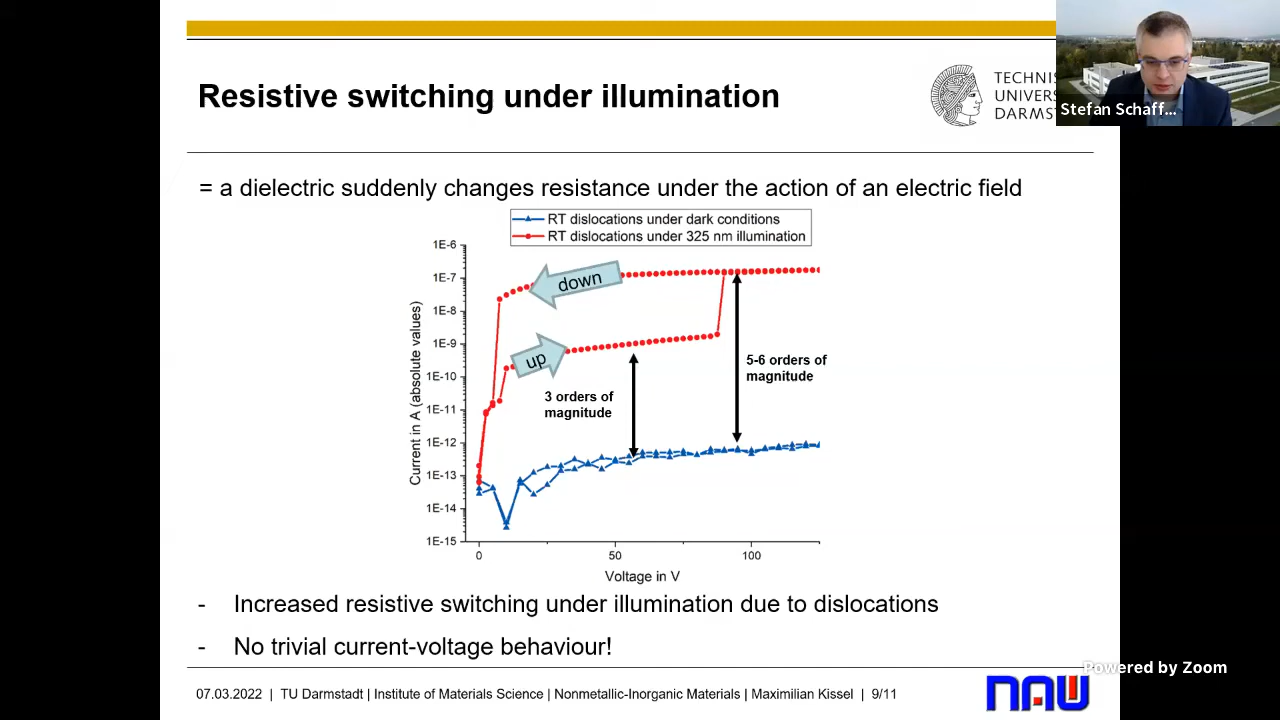 Resistive switching under illumination
TECHNIS
UNIVER
DARMST
Stefan Schaff...
= a dielectric suddenly changes resistance under the action of an electric field
RT dislocations under dark conditions
RT dislocations under 325 nm illumination
1E-6
1E-7
1E-8
1E-9
1E-10
1E-11
1E-12
1E-13
1E-14
1E-15
Current in A (absolute values)
down
up
3 orders of
magnitude
5-6 orders of
magnitude
0 50 100
Voltage in V
- Increased resistive switching under illumination due to dislocations
- No trivial current-voltage behaviour!
Powered by Zoom
07.03.2022 | TU Darmstadt | Institute of Materials Science | Nonmetallic-Inorganic Materials | Maximilian Kissel | 9/11
NAW